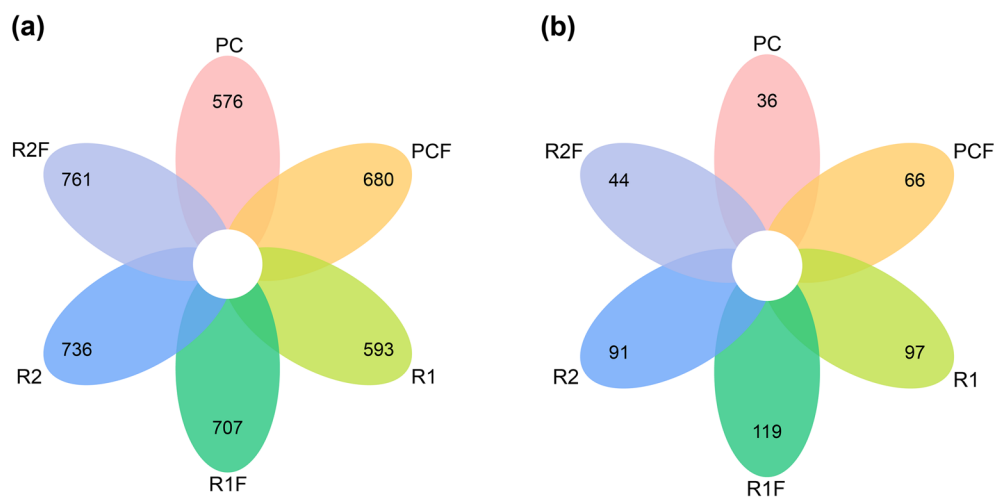 (a)
PC
576
R2F
761
PCF
680
R2
736
R1
593
707
R1F
(b)
PC
36
R2F
44
PCF
66
R2
91
R1
97
119
R1F